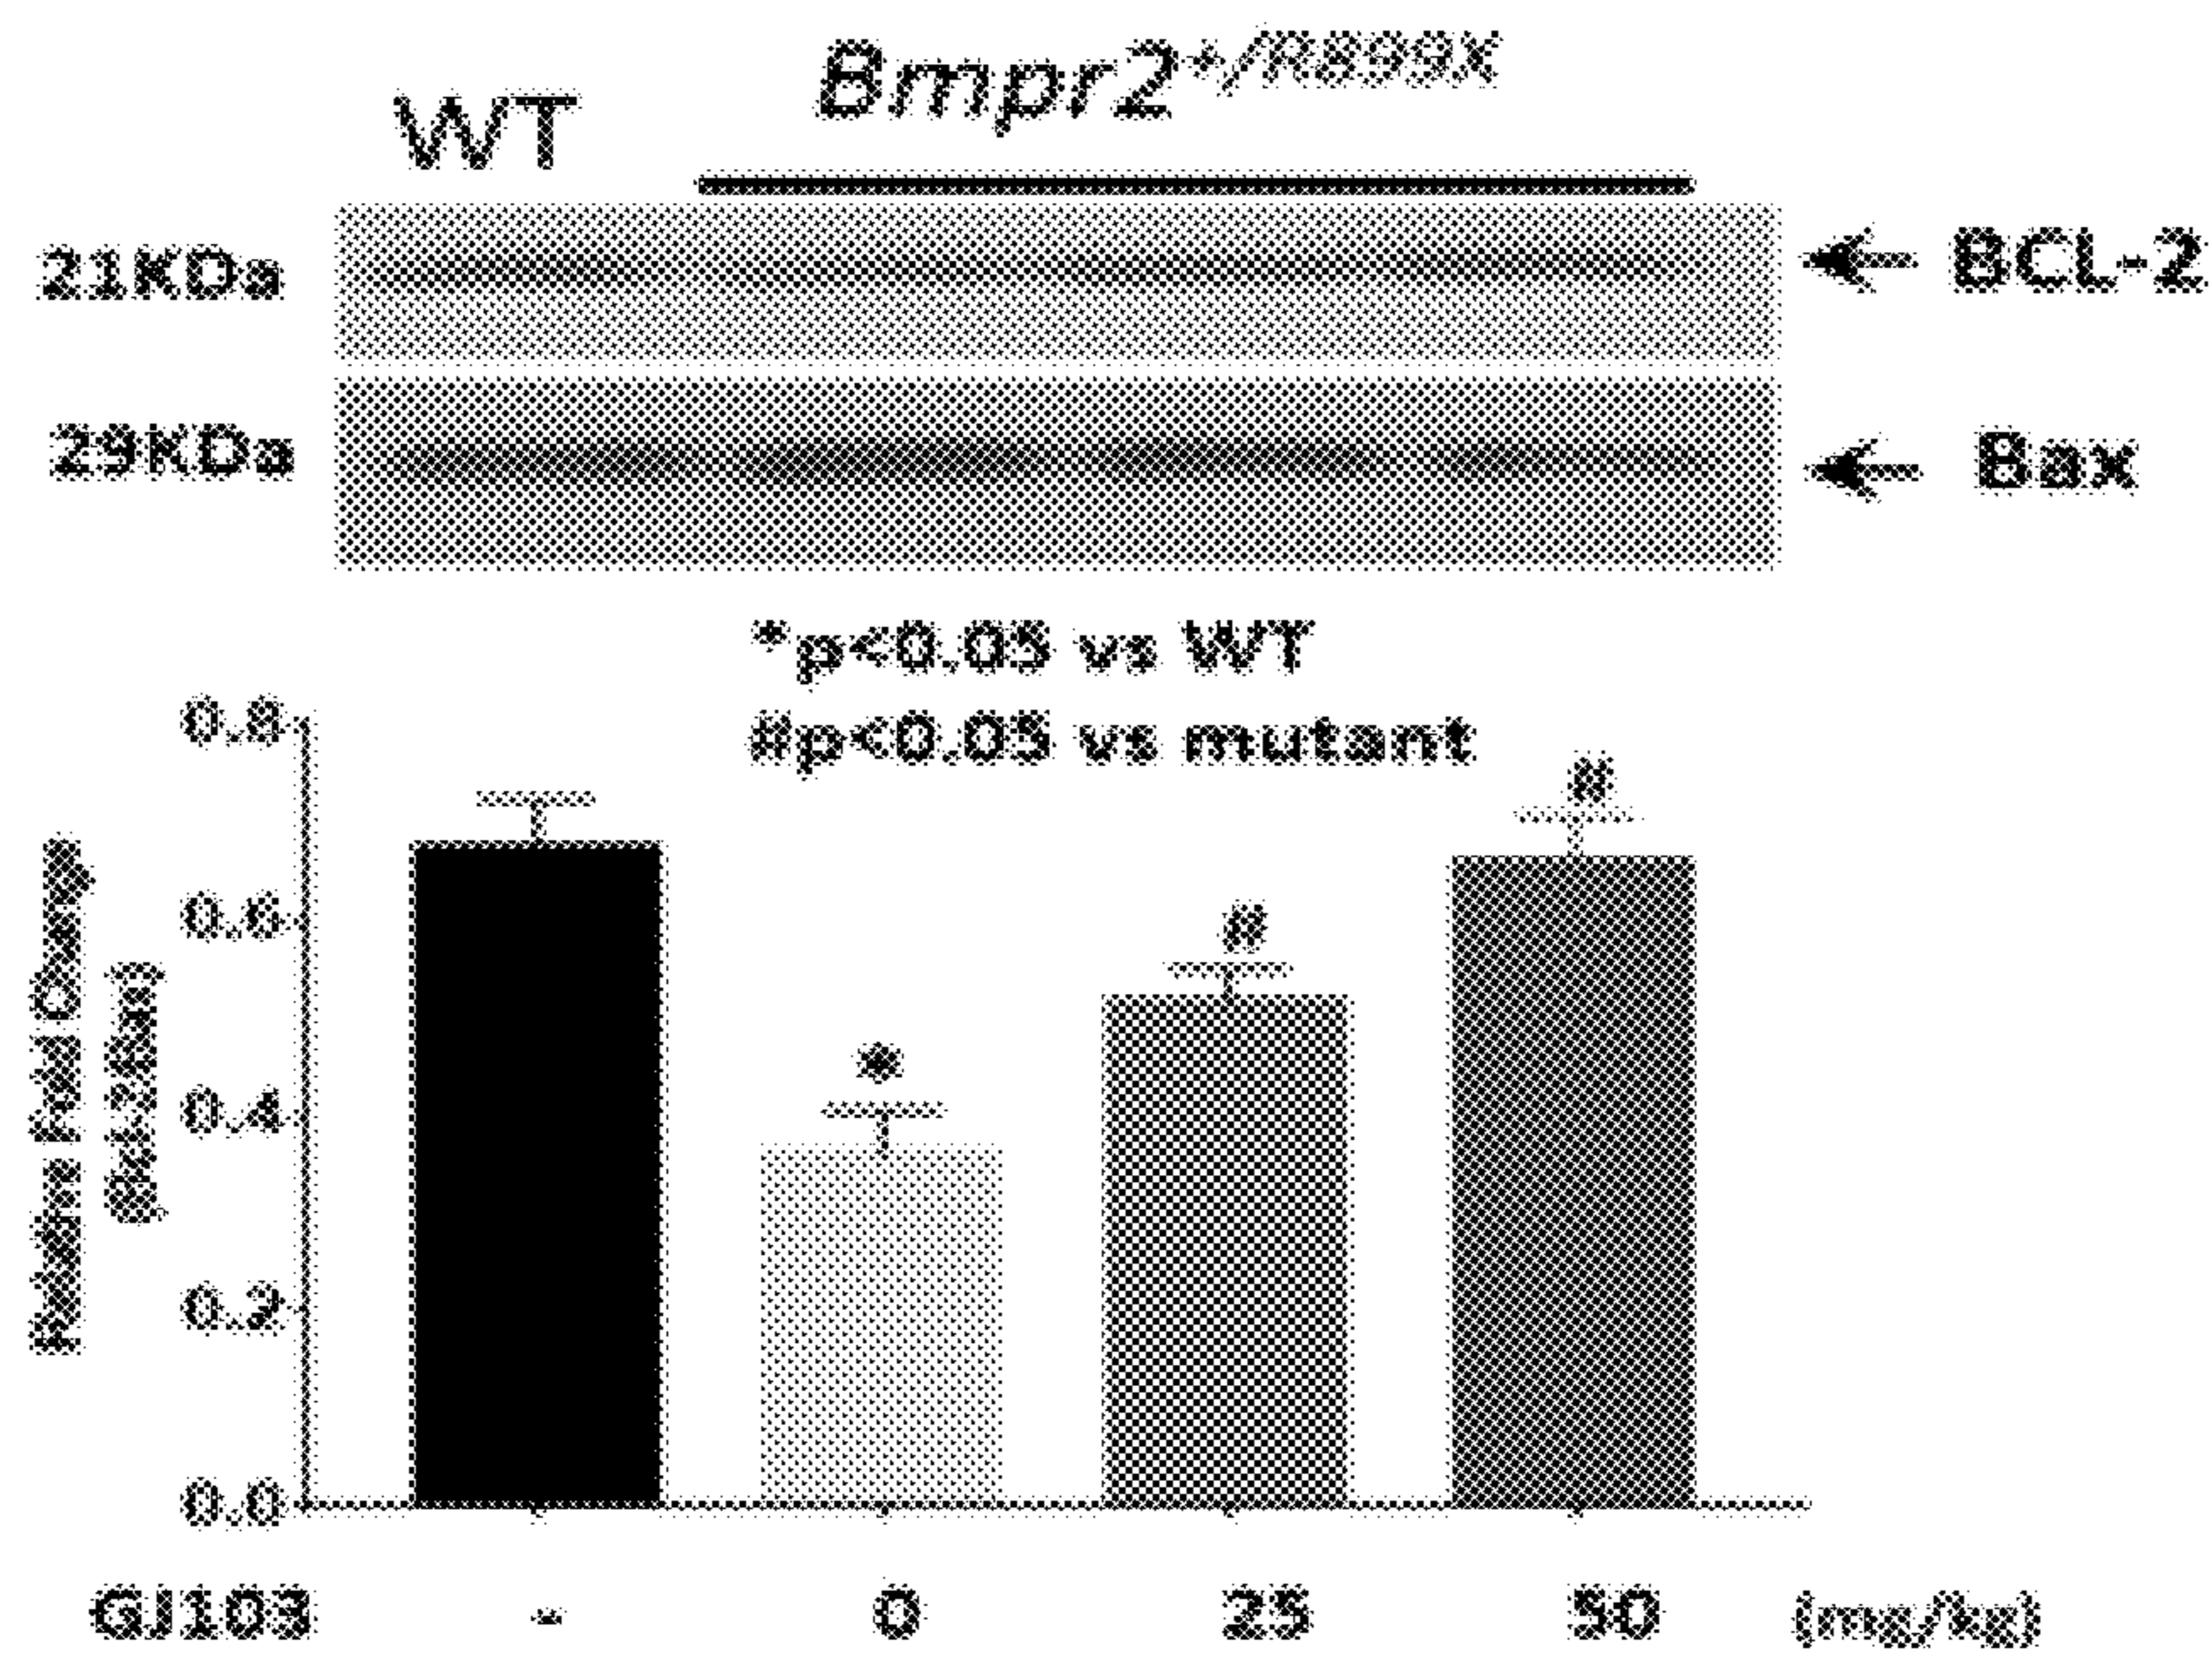 WT
Bmpr2+/R899X
21KDa
BCL-2
29KDa
Bax
*p<0.05 vs WT
#p<0.05 vs mutant
0.8
0.6
0.4
0.2
0.0
Fold
*
#
#
GJ103 - 0 25 50 (mg/kg)